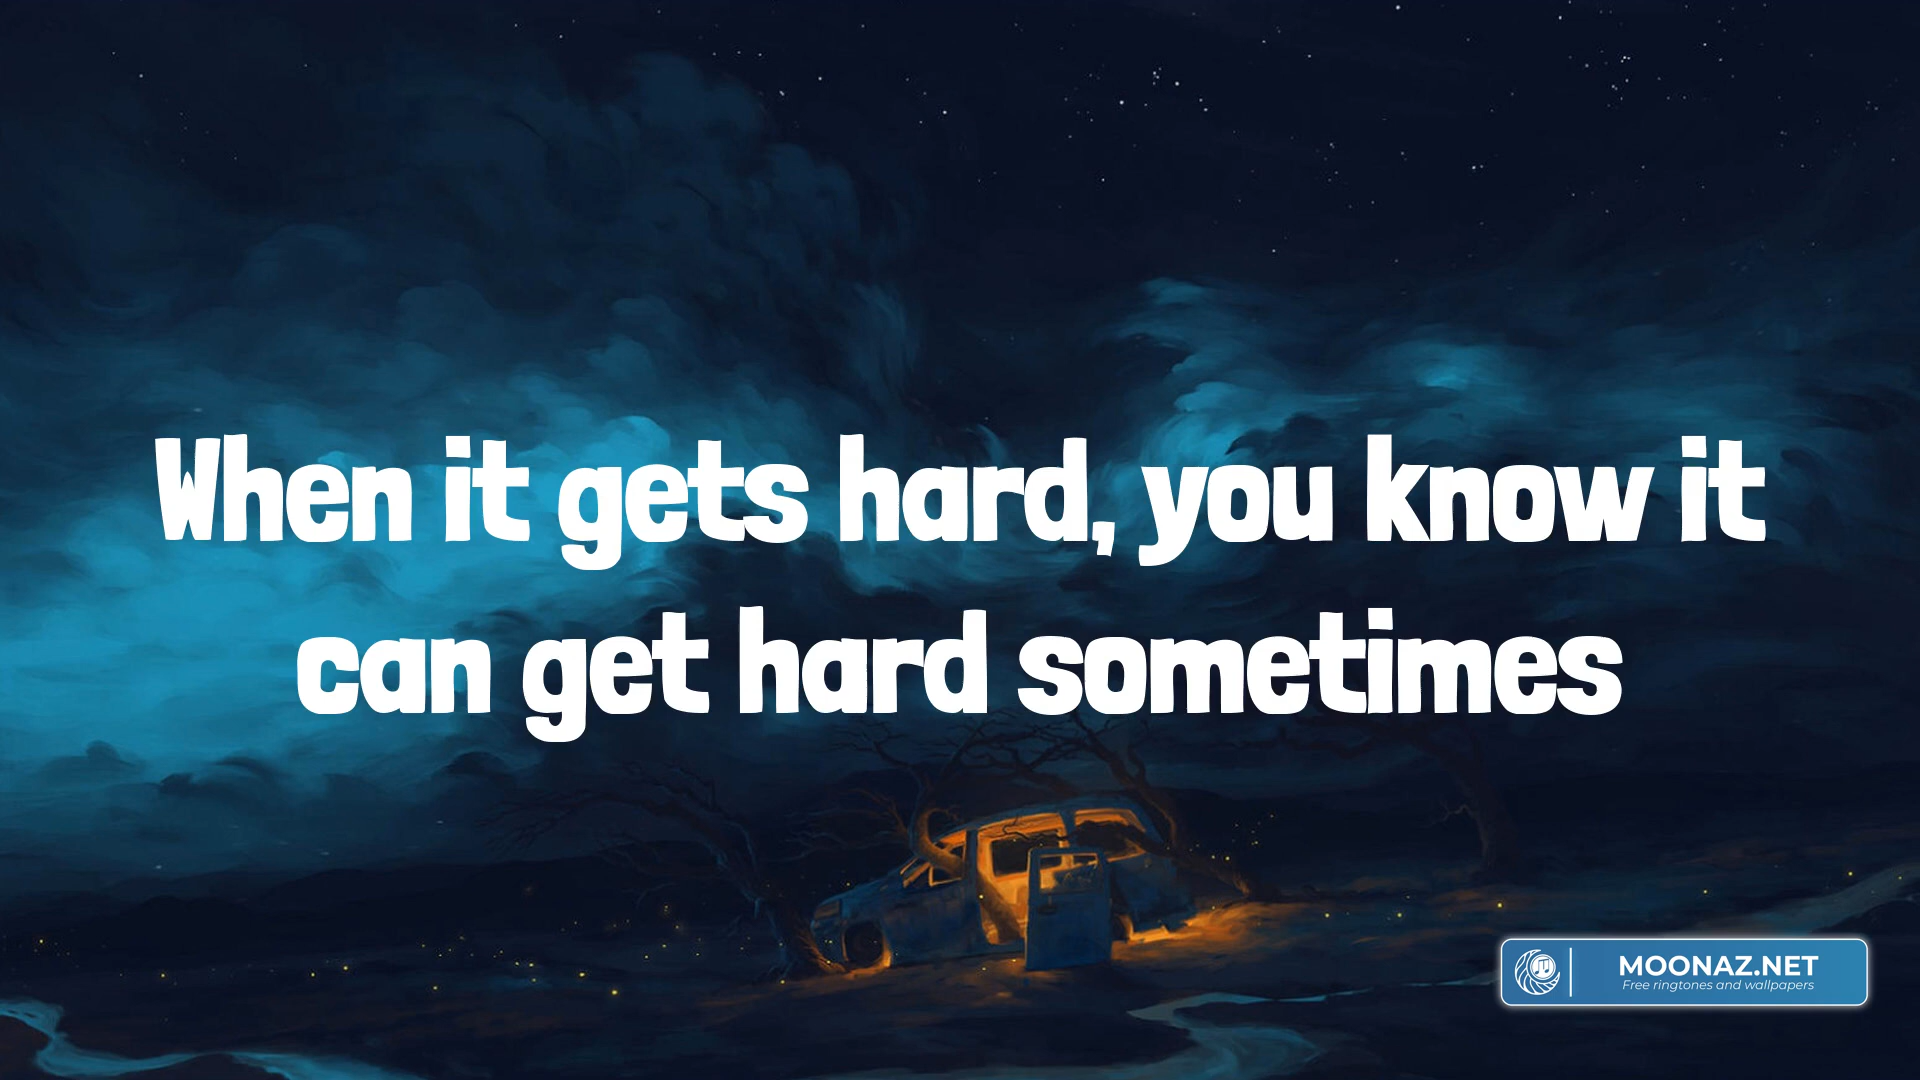 When it gets hard, you know it
can get hard sometimes
MOONAZ.NET
Free ringtones and wallpapers